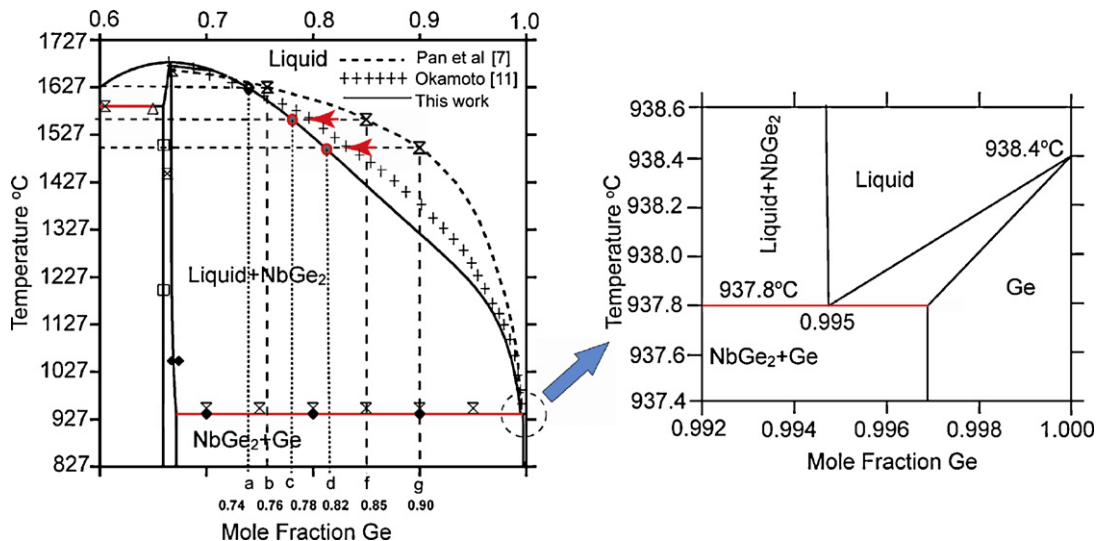 0.6 0.7 0.8 0.9 1.0
1727
1627
1527
1427
1327
1227
1127
1027
927
827
Temperature ºC
Liquid
Pan et al [7]
Okamoto [11]
This work
Liquid+NbGe₂
NbGe₂+Ge
a b c d f g
0.74 0.76 0.78 0.82 0.85 0.90
Mole Fraction Ge
938.6
938.4
938.2
938.0
937.8
937.6
937.4
Temperature ºC
Liquid+NbGe₂
Liquid
938.4ºC
Ge
937.8ºC
0.995
NbGe₂+Ge
0.992 0.994 0.996 0.998 1.000
Mole Fraction Ge